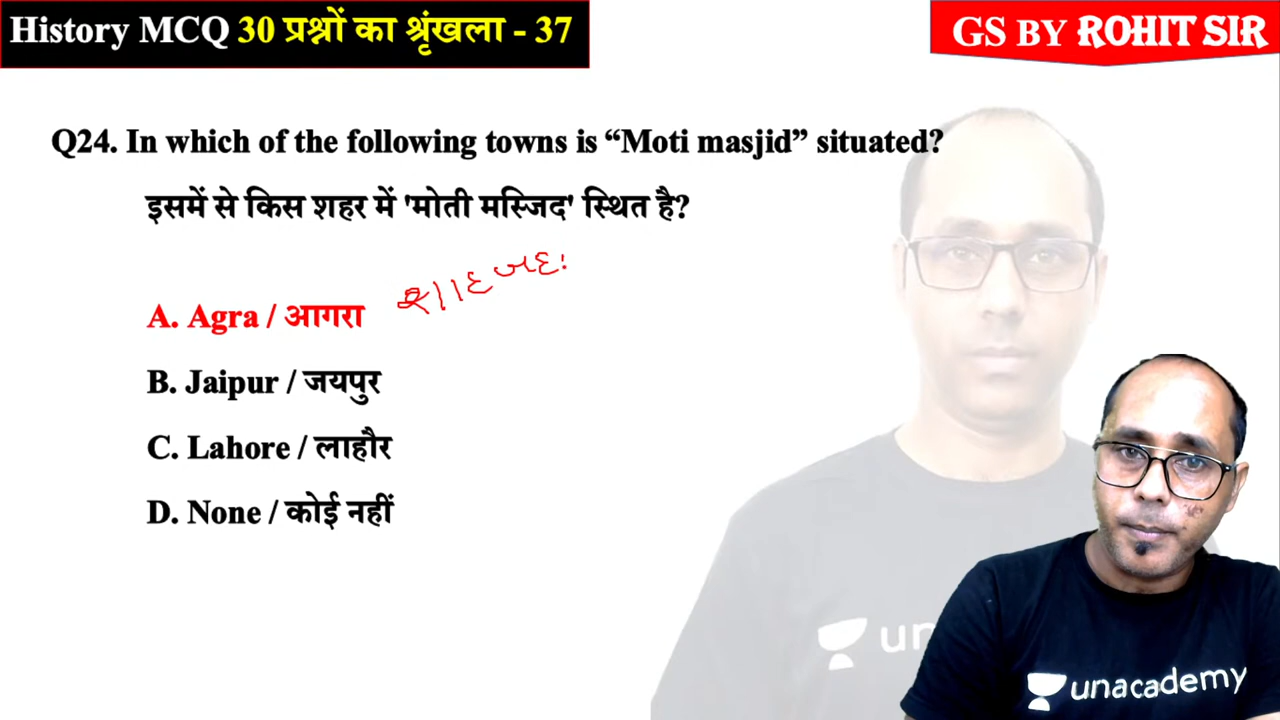 History MCQ 30 प्रश्नों का श्रृंखला - 37
GS BY ROHIT SIR
Q24. In which of the following towns is “Moti masjid” situated?
इसमें से किस शहर में 'मोती मस्जिद' स्थित है?
A. Agra / आगरा
B. Jaipur / जयपुर
C. Lahore / लाहौर
D. None / कोई नहीं
un
unacademy